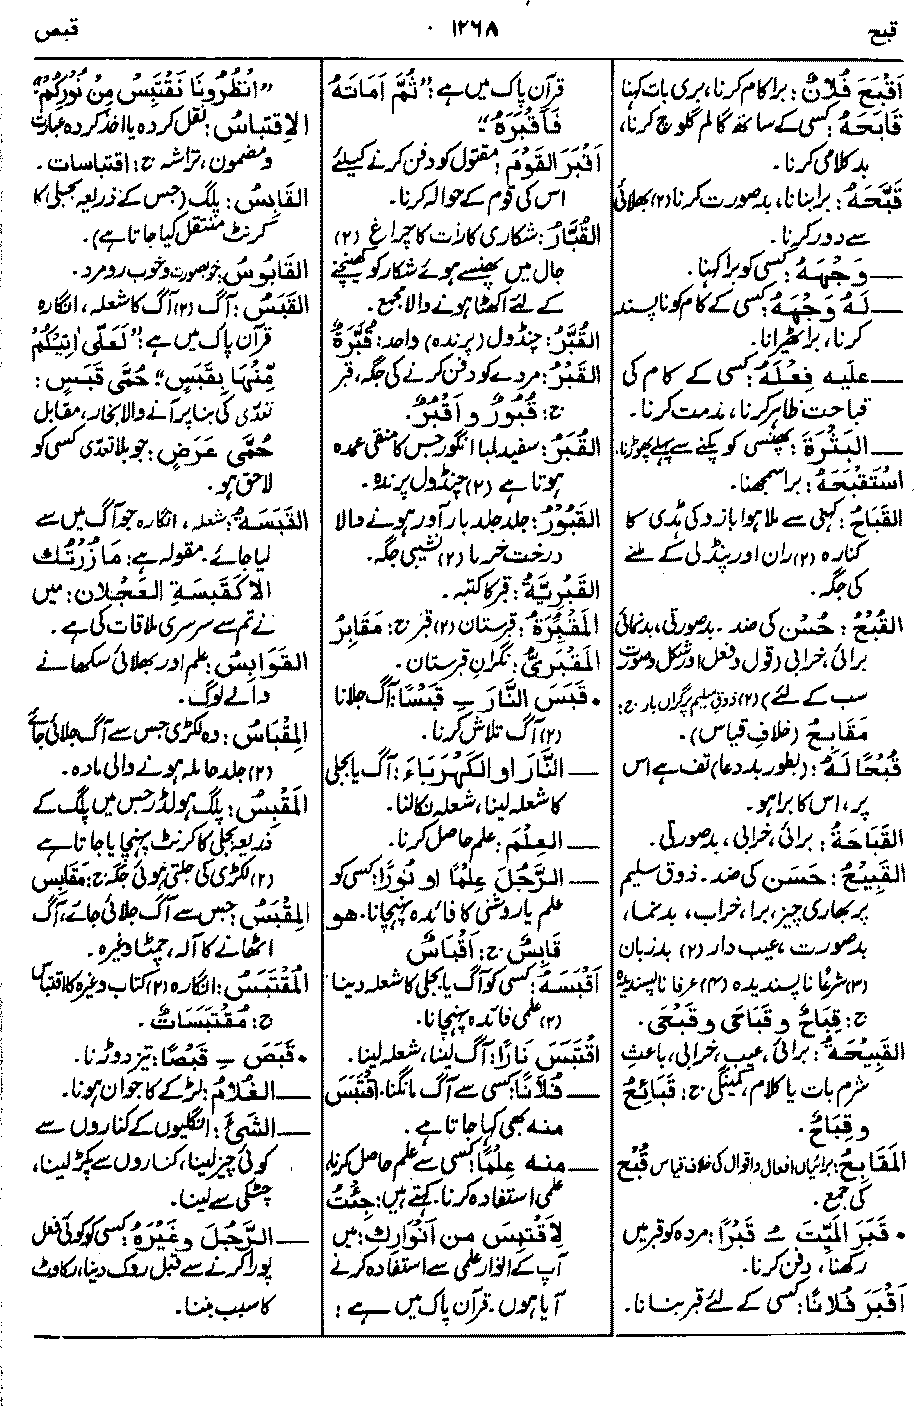 قبح
۱۲۶۸
قبص
أَقْبَحَ فُلَانٌ: برا کام کرنا، بری بات کہنا
قَابَحَهُ: کسی کے ساتھ گالم گلوچ کرنا،
بدکلامی کرنا۔
قَبَّحَهُ: برا بنانا، بدصورت کرنا (۲) بھلائی
سے دور کرنا۔
— وَجْهَهُ: کسی کو برا کہنا۔
— لَهُ وَجْهَهُ: کسی کے کام کو ناپسند
کرنا، برا ٹھہرانا۔
— علیه فِعْلَهُ: کسی کے کام کی
قباحت ظاہر کرنا، مذمت کرنا۔
— البَثْرَةَ: پھنسی کو پکنے سے پہلے پھوڑنا۔
اسْتَقْبَحَهُ: برا سمجھنا۔
القَبَاحُ: کہنی سے ملا ہوا بازو کی ہڈی کا
کنارہ (۲) ران اور پنڈلی کے ملنے
کی جگہ۔
القُبْحُ: حُسْن کی ضد۔ بدصورتی، بدنمائی
برائی، خرابی (قول و فعل اور شکل و صورت
سب کے لئے) (۲) ذوق سلیم پر گراں بار۔ ج:
مَقَابِحُ (خلافِ قیاس)۔
قُبْحًا لَهُ: (بطور بددعا) تف ہے اس
پر، اس کا برا ہو۔
القَبَاحَةُ: برائی، خرابی، بدصورتی۔
القَبِيْحُ: حَسَن کی ضد۔ ذوق سلیم
پر بھاری چیز، برا، خراب، بدنما،
بدصورت، عیب دار (۲) بدزبان
(۳) شرعًا ناپسندیدہ (۴) عرفًا ناپسندیدہ
ج: قِبَاحٌ و قَبَاحَى و قَبْحَى۔
القَبِيْحَةُ: برائی، عیب، خرابی، باعثِ
شرم بات یا کلام، کمینگی ج: قَبَائِحُ
و قِبَاحٌ۔
المَقَابِحُ: برائیاں افعال و اقوال کی خلاف قیاس قُبْح
کی جمع۔
• قَبَرَ المَيِّتَ ـُ قَبْرًا: مردہ کو قبر میں
رکھنا، دفن کرنا۔
أَقْبَرَ فُلَانًا: کسی کے لئے قبر بنانا۔
قرآن پاک میں ہے: "ثُمَّ أَمَاتَهُ
فَأَقْبَرَهُ"۔
أَقْبَرَ القَوْمَ: مقتول کو دفن کرنے کیلئے
اس کی قوم کے حوالہ کرنا۔
القُبَّارُ: شکاری کا رات کا چراغ (۲)
جال میں پھنسے ہوئے شکار کو کھینچنے
کے لئے اکٹھا ہونے والا مجمع۔
القُبَّرُ: چنڈول (پرندہ) واحد: قُبَّرَةٌ
القَبْرُ: مردے کو دفن کرنے کی جگہ، قبر
ج: قُبُورٌ و أَقْبُرٌ۔
القُبَرُ: سفید لمبا انگور جس کا منقی عمدہ
ہوتا ہے (۲) چنڈول پرندہ۔
القَبُوْرُ: جلد جلد بار آور ہونے والا
درخت خرما (۲) نشیبی جگہ۔
القَبْرِيَّةُ: قبر کا کتبہ۔
المَقْبَرَةُ: قبرستان (۲) قبر ج: مَقَابِرُ
المَقْبَرِيُّ: نگران قبرستان۔
• قَبَسَ النَّارَ ـِ قَبْسًا: آگ جلانا
(۲) آگ تلاش کرنا۔
— النَّارَ او الكَهْرَبَاءَ: آگ یا بجلی
کا شعلہ لینا، شعلہ نکالنا۔
— العِلْمَ: علم حاصل کرنا۔
— الرَّجُلَ عِلْمًا او نُورًا: کسی کو
علم یا روشنی کا فائدہ پہنچانا۔ هو
قَابِسٌ ج: أَقْبَاسٌ
أَقْبَسَهُ: کسی کو آگ یا بجلی کا شعلہ دینا
(۲) علمی فائدہ پہنچانا۔
اقْتَبَسَ نَارًا: آگ لینا، شعلہ لینا۔
— فُلَانًا: کسی سے آگ مانگنا۔ اقْتَبَسَ
منه بھی کہا جاتا ہے۔
— منه عِلْمًا: کسی سے علم حاصل کرنا،
علمی استفادہ کرنا۔ کہتے ہیں: جِئْتُ
لِأَقْتَبِسَ من أَنْوَارِك: میں
آپ کے انوار علمی سے استفادہ کرنے
آیا ہوں۔ قرآن پاک میں ہے:
"انْظُرُونَا نَقْتَبِسْ مِنْ نُورِكُمْ"
الاقْتِبَاسُ: نقل کردہ یا اخذ کردہ عبارت
و مضمون، تراشہ ج: اقتباسات۔
القَابِسُ: پلگ (جس کے ذریعہ بجلی کا
کرنٹ منتقل کیا جاتا ہے)۔
القَابُوسُ: خوبصورت و خوب رو مرد۔
القَبَسُ: آگ (۲) آگ کا شعلہ، انگارہ
قرآن پاک میں ہے: "لَعَلِّى آتِيكُمْ
مِّنْهَا بِقَبَسٍ"۔ حُمَّى قَبَسٍ:
تعدّی کی بنا پر آنے والا بخار، مقابل
حُمَّى عَرَضٍ: جو بلا تعدی کسی کو
لاحق ہو۔
القَبْسَةُ: شعلہ، انگارہ جو آگ میں سے
لیا جائے۔ مقولہ ہے: مَا زُرْتُكَ
الا كَقَبْسَةِ العَجْلَانِ: میں
نے تم سے سرسری ملاقات کی ہے۔
القَوَابِسُ: علم اور بھلائی سکھانے
والے لوگ۔
المِقْبَاسُ: وہ لکڑی جس سے آگ جلائی جائے
(۲) جلد حاملہ ہونے والی مادہ۔
المَقْبِسُ: پلگ ہولڈر جس میں پلگ کے
ذریعہ بجلی کا کرنٹ پہنچایا جاتا ہے
(۲) لکڑی کی جلتی ہوئی جگہ ج: مَقَابِس
المِقْبَسُ: جس سے آگ جلائی جائے، آگ
اٹھانے کا آلہ، چمٹا وغیرہ۔
المُقْتَبَسُ: انگارہ (۲) کتاب وغیرہ کا اقتباس
ج: مُقْتَبَسَاتٌ۔
• قَبَصَ ـِ قَبْصًا: تیز دوڑنا۔
— الغُلَامُ: لڑکے کا جوان ہونا۔
— الشَّيْءَ: انگلیوں کے کناروں سے
کوئی چیز لینا، کناروں سے پکڑ لینا،
چٹکی سے لینا۔
— الرَّجُلَ وغَيْرَهُ: کسی کو کوئی فعل
پورا کرنے سے قبل روک دینا، رکاوٹ
کا سبب بننا۔